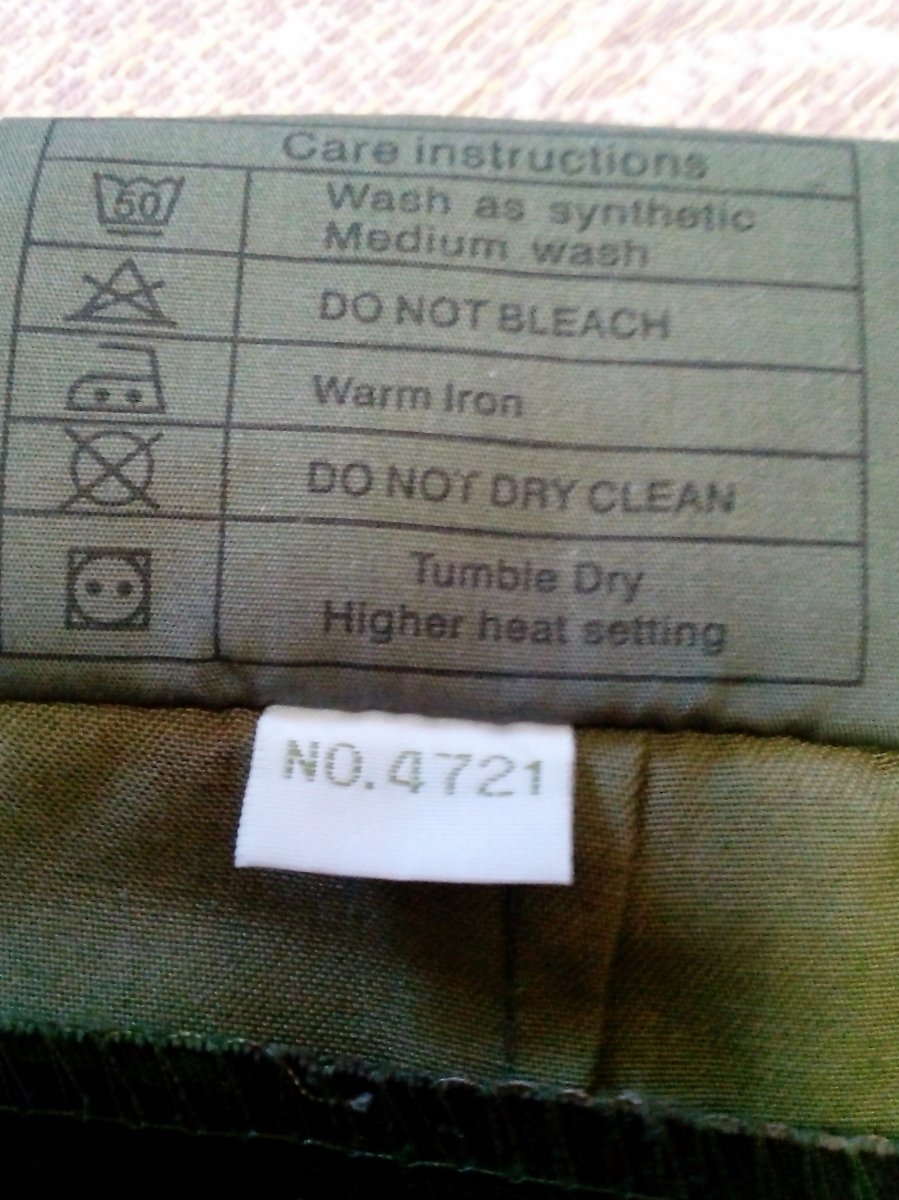 Care instructions
60
Wash as synthetic
Medium wash
DO NOT BLEACH
Warm Iron
DO NOT DRY CLEAN
Tumble Dry
Higher heat setting
NO.4721